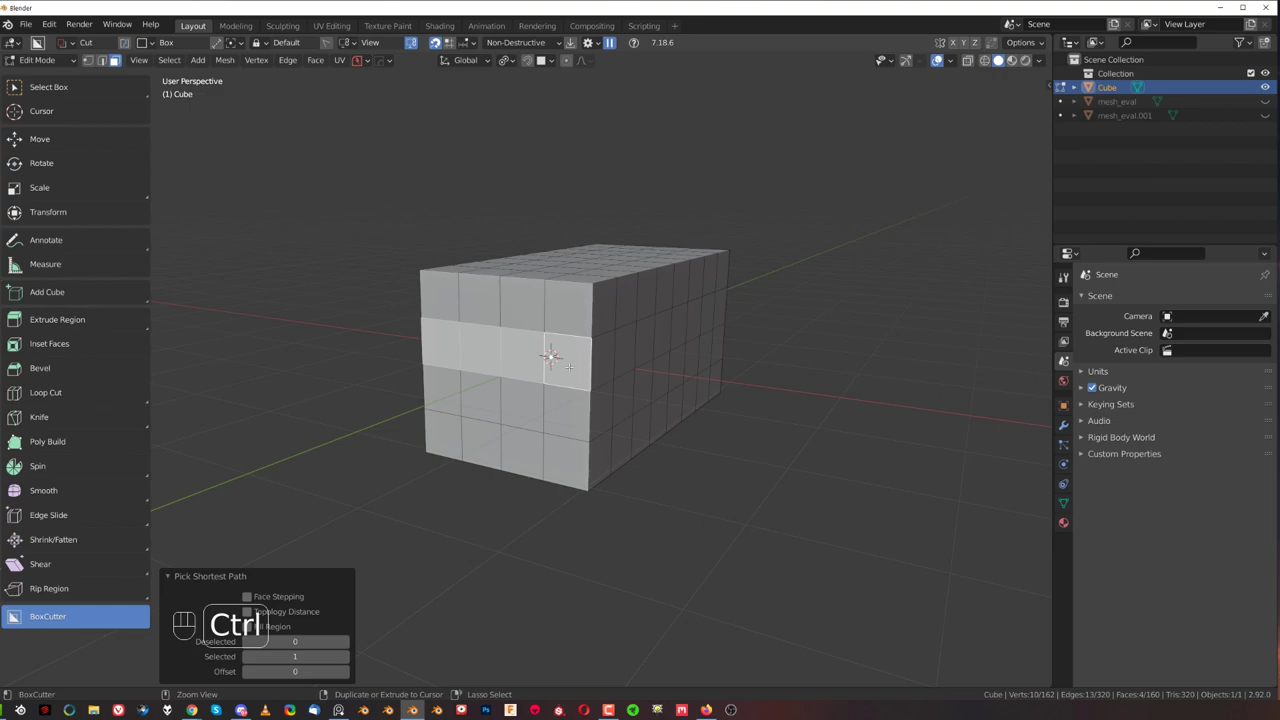 Blender
File Edit Render Window Help Layout Modeling Sculpting UV Editing Texture Paint Shading Animation Rendering Compositing Scripting + Scene View Layer
Cut Box Default View Non-Destructive 7.18.6 X Y Z Options
Edit Mode View Select Add Mesh Vertex Edge Face UV Global
User Perspective
(1) Cube
Select Box
Cursor
Move
Rotate
Scale
Transform
Annotate
Measure
Add Cube
Extrude Region
Inset Faces
Bevel
Loop Cut
Knife
Poly Build
Spin
Smooth
Edge Slide
Shrink/Fatten
Shear
Rip Region
BoxCutter
Pick Shortest Path
Face Stepping
Topology Distance
Region
Deselected 0
Selected 1
Offset 0
Ctrl
Scene Collection
Collection
Cube
mesh_eval
mesh_eval.001
Scene
Scene
Camera
Background Scene
Active Clip
Units
Gravity
Keying Sets
Audio
Rigid Body World
Custom Properties
BoxCutter Zoom View Duplicate or Extrude to Cursor Lasso Select Cube | Verts:10/162 | Edges:13/320 | Faces:4/160 | Tris:320 | Objects:1/1 | 2.92.0